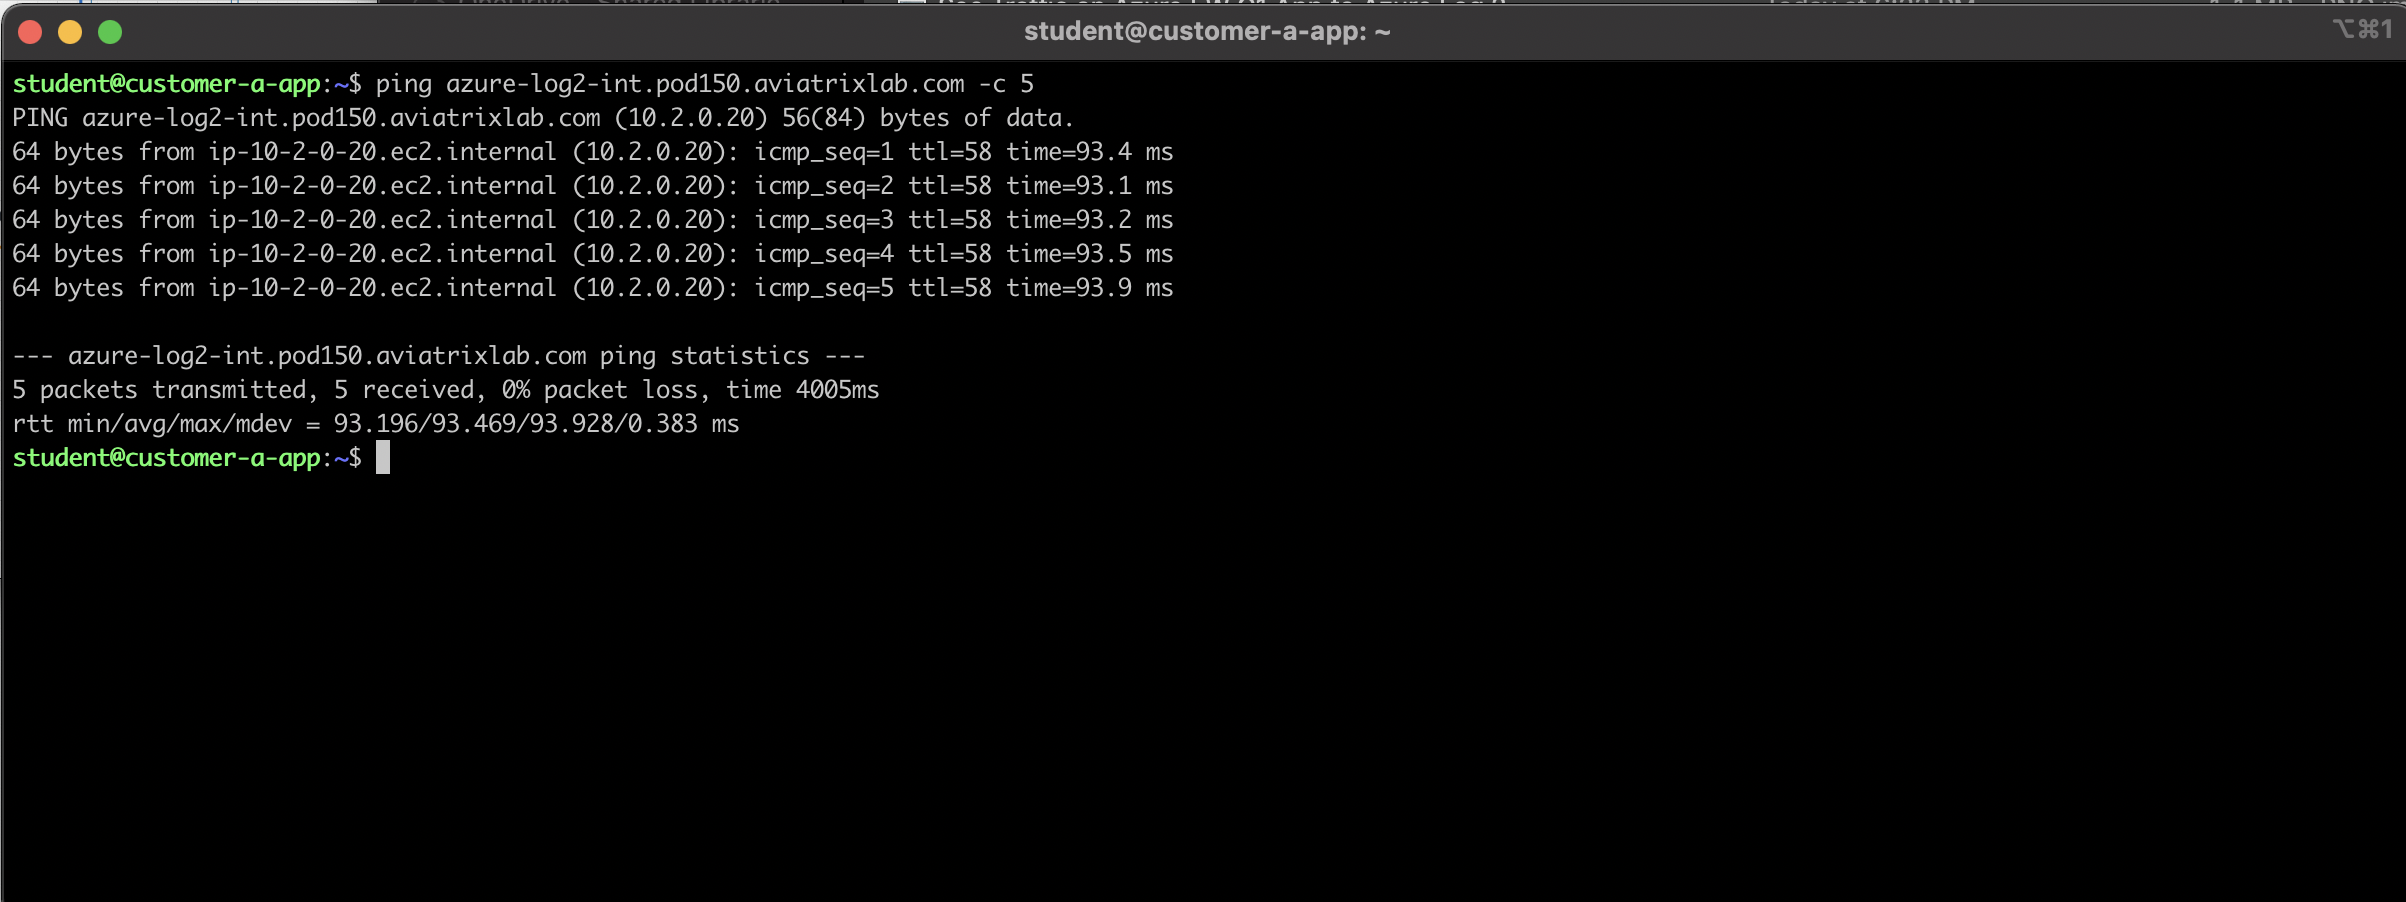 student@customer-a-app: ~
⌥⌘1
student@customer-a-app:~$ ping azure-log2-int.pod150.aviatrixlab.com -c 5
PING azure-log2-int.pod150.aviatrixlab.com (10.2.0.20) 56(84) bytes of data.
64 bytes from ip-10-2-0-20.ec2.internal (10.2.0.20): icmp_seq=1 ttl=58 time=93.4 ms
64 bytes from ip-10-2-0-20.ec2.internal (10.2.0.20): icmp_seq=2 ttl=58 time=93.1 ms
64 bytes from ip-10-2-0-20.ec2.internal (10.2.0.20): icmp_seq=3 ttl=58 time=93.2 ms
64 bytes from ip-10-2-0-20.ec2.internal (10.2.0.20): icmp_seq=4 ttl=58 time=93.5 ms
64 bytes from ip-10-2-0-20.ec2.internal (10.2.0.20): icmp_seq=5 ttl=58 time=93.9 ms
--- azure-log2-int.pod150.aviatrixlab.com ping statistics ---
5 packets transmitted, 5 received, 0% packet loss, time 4005ms
rtt min/avg/max/mdev = 93.196/93.469/93.928/0.383 ms
student@customer-a-app:~$